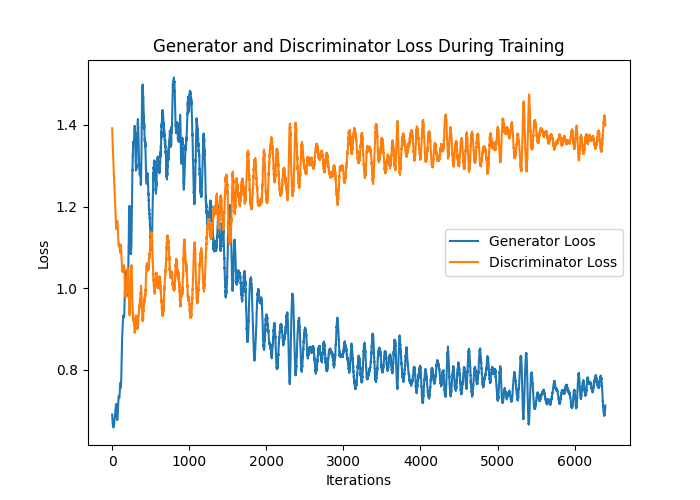 Generator and Discriminator Loss During Training
Loss
1.4
1.2
1.0
0.8
Generator Loos
Discriminator Loss
0
1000
2000
3000
4000
5000
6000
Iterations